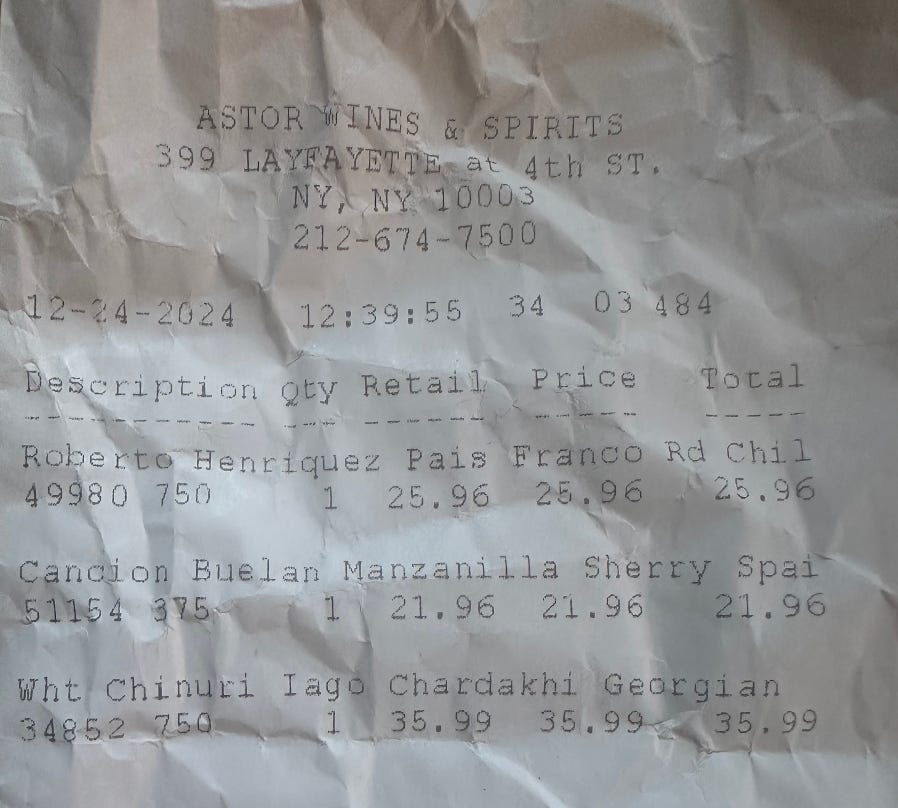 ASTOR WINES & SPIRITS
399 LAYFAYETTE at 4th ST.
NY, NY 10003
212-674-7500
12-24-2024 12:39:55 34 03 484
Description Qty Retail Price Total
----------- --- ------ ----- -----
Roberto Henriquez Pais Franco Rd Chil
49980 750 1 25.96 25.96 25.96
Cancion Buelan Manzanilla Sherry Spai
51154 375 1 21.96 21.96 21.96
Wht Chinuri Iago Chardakhi Georgian
34852 750 1 35.99 35.99 35.99